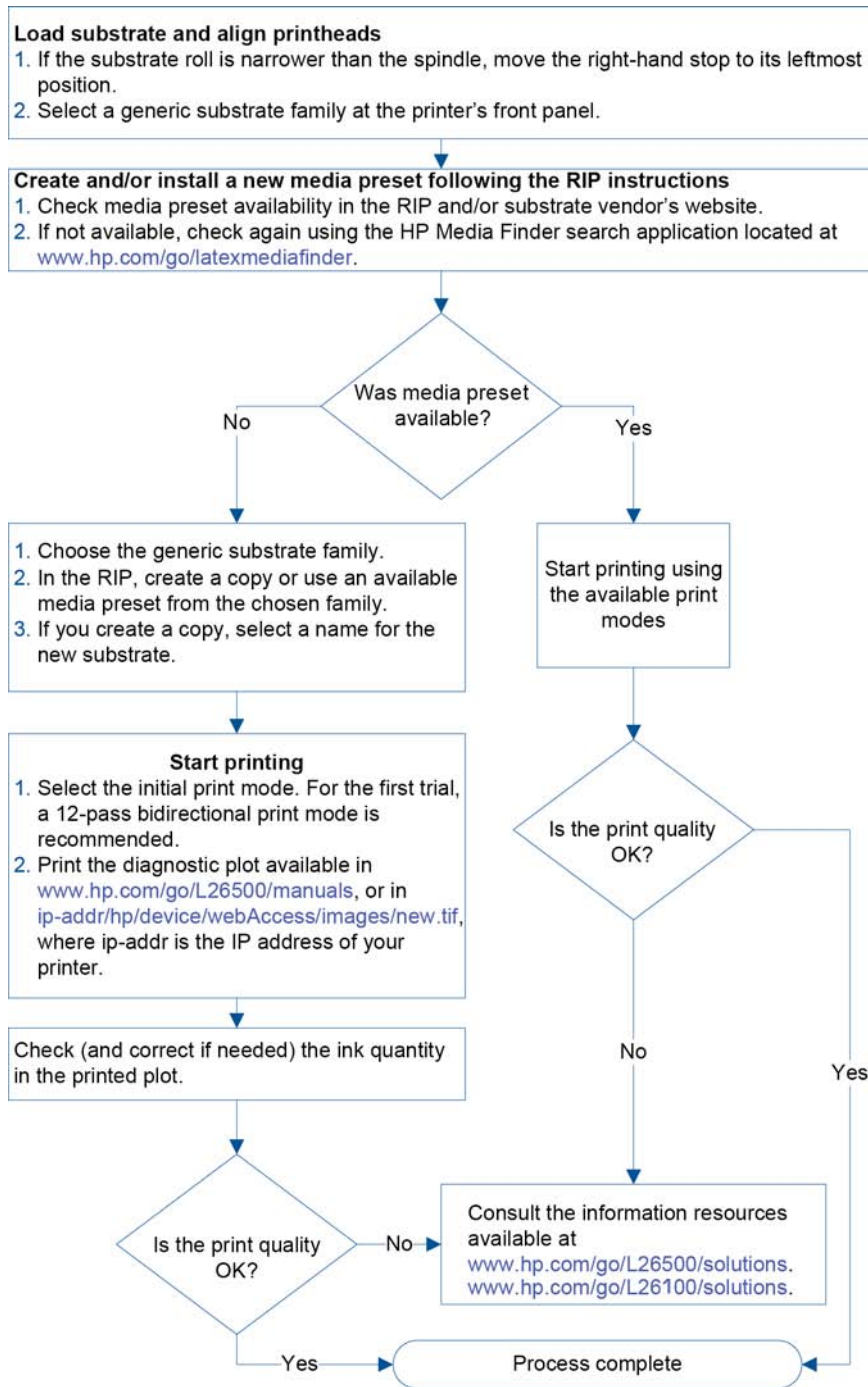 Load substrate and align printheads
1. If the substrate roll is narrower than the spindle, move the right-hand stop to its leftmost
position.
2. Select a generic substrate family at the printer's front panel.
Create and/or install a new media preset following the RIP instructions
1. Check media preset availability in the RIP and/or substrate vendor's website.
2. If not available, check again using the HP Media Finder search application located at
www.hp.com/go/latexmediafinder.
Was media preset
available?
No
Yes
1. Choose the generic substrate family.
2. In the RIP, create a copy or use an available
media preset from the chosen family.
3. If you create a copy, select a name for the
new substrate.
Start printing using
the available print
modes
Start printing
1. Select the initial print mode. For the first trial,
a 12-pass bidirectional print mode is
recommended.
2. Print the diagnostic plot available in
www.hp.com/go/L26500/manuals, or in
ip-addr/hp/device/webAccess/images/new.tif,
where ip-addr is the IP address of your
printer.
Is the print quality
OK?
No
Yes
Check (and correct if needed) the ink quantity
in the printed plot.
Is the print quality
OK?
No
Consult the information resources
available at
www.hp.com/go/L26500/solutions.
www.hp.com/go/L26100/solutions.
Yes
Process complete